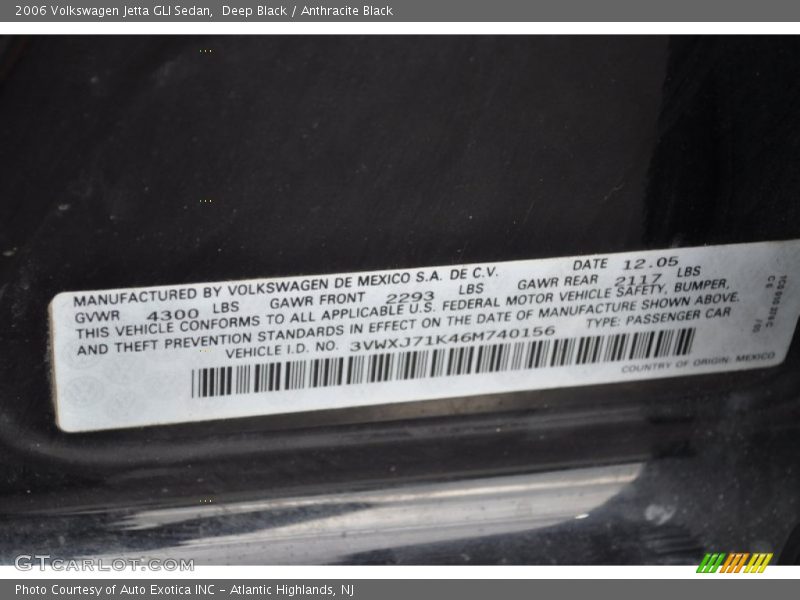 2006 Volkswagen Jetta GLI Sedan,  Deep Black / Anthracite Black
MANUFACTURED BY VOLKSWAGEN DE MEXICO S.A. DE C.V. DATE 12.05
GVWR 4300 LBS GAWR FRONT 2293 LBS GAWR REAR 2117 LBS
THIS VEHICLE CONFORMS TO ALL APPLICABLE U.S. FEDERAL MOTOR VEHICLE SAFETY, BUMPER,
AND THEFT PREVENTION STANDARDS IN EFFECT ON THE DATE OF MANUFACTURE SHOWN ABOVE.
VEHICLE I.D. NO. 3VWXJ71K46M740156 TYPE: PASSENGER CAR
COUNTRY OF ORIGIN: MEXICO
GTCARLOT.COM
Photo Courtesy of Auto Exotica INC – Atlantic Highlands, NJ